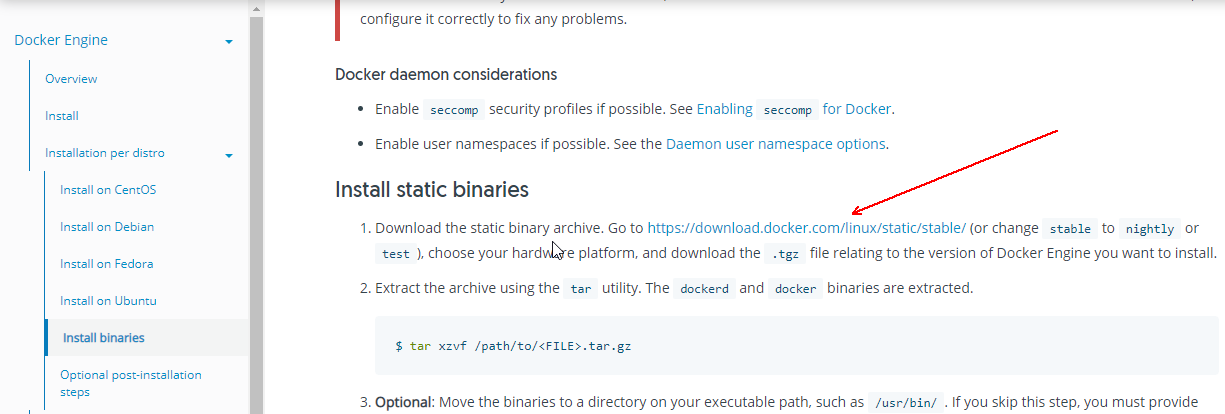 Docker Engine
Overview
Install
Installation per distro
Install on CentOS
Install on Debian
Install on Fedora
Install on Ubuntu
Install binaries
Optional post-installation
steps
configure it correctly to fix any problems.
Docker daemon considerations
Enable seccomp security profiles if possible. See Enabling seccomp for Docker.
Enable user namespaces if possible. See the Daemon user namespace options.
Install static binaries
1. Download the static binary archive. Go to https://download.docker.com/linux/static/stable/ (or change stable to nightly or
test ), choose your hardware platform, and download the .tgz file relating to the version of Docker Engine you want to install.
2. Extract the archive using the tar utility. The dockerd and docker binaries are extracted.
$ tar xzvf /path/to/<FILE>.tar.gz
3. Optional: Move the binaries to a directory on your executable path, such as /usr/bin/ . If you skip this step, you must provide